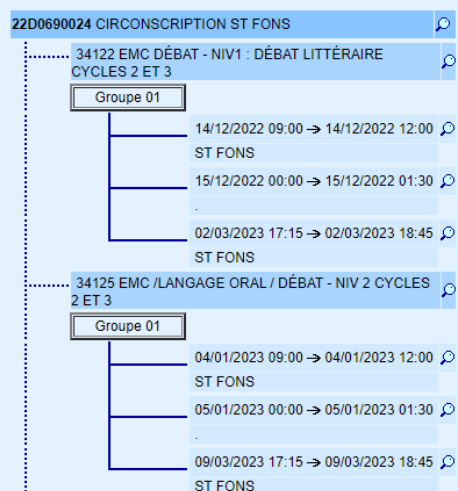 22D0690024 CIRCONSCRIPTION ST FONS
34122 EMC DÉBAT - NIV1 : DÉBAT LITTÉRAIRE
CYCLES 2 ET 3
Groupe 01
14/12/2022 09:00 → 14/12/2022 12:00
ST FONS
15/12/2022 00:00 → 15/12/2022 01:30
.
02/03/2023 17:15 → 02/03/2023 18:45
ST FONS
34125 EMC /LANGAGE ORAL / DÉBAT - NIV 2 CYCLES
2 ET 3
Groupe 01
04/01/2023 09:00 → 04/01/2023 12:00
ST FONS
05/01/2023 00:00 → 05/01/2023 01:30
.
09/03/2023 17:15 → 09/03/2023 18:45
ST FONS